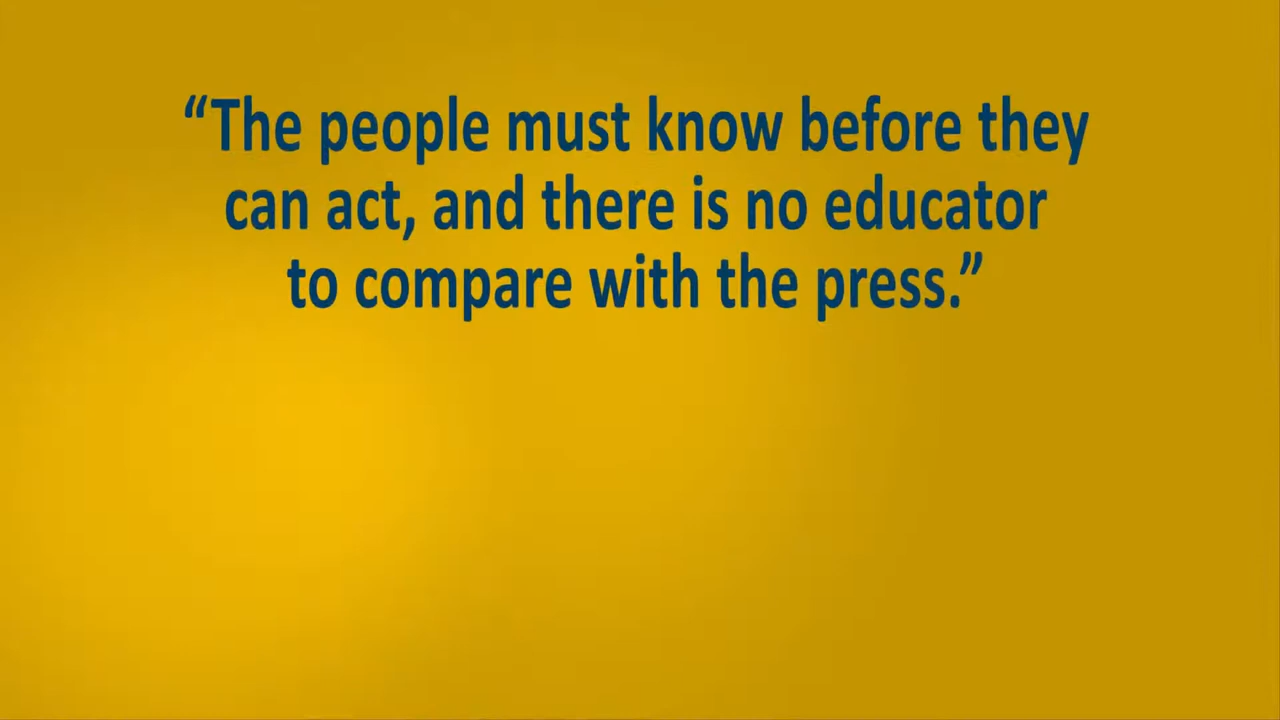 “The people must know before they
can act, and there is no educator
to compare with the press.”